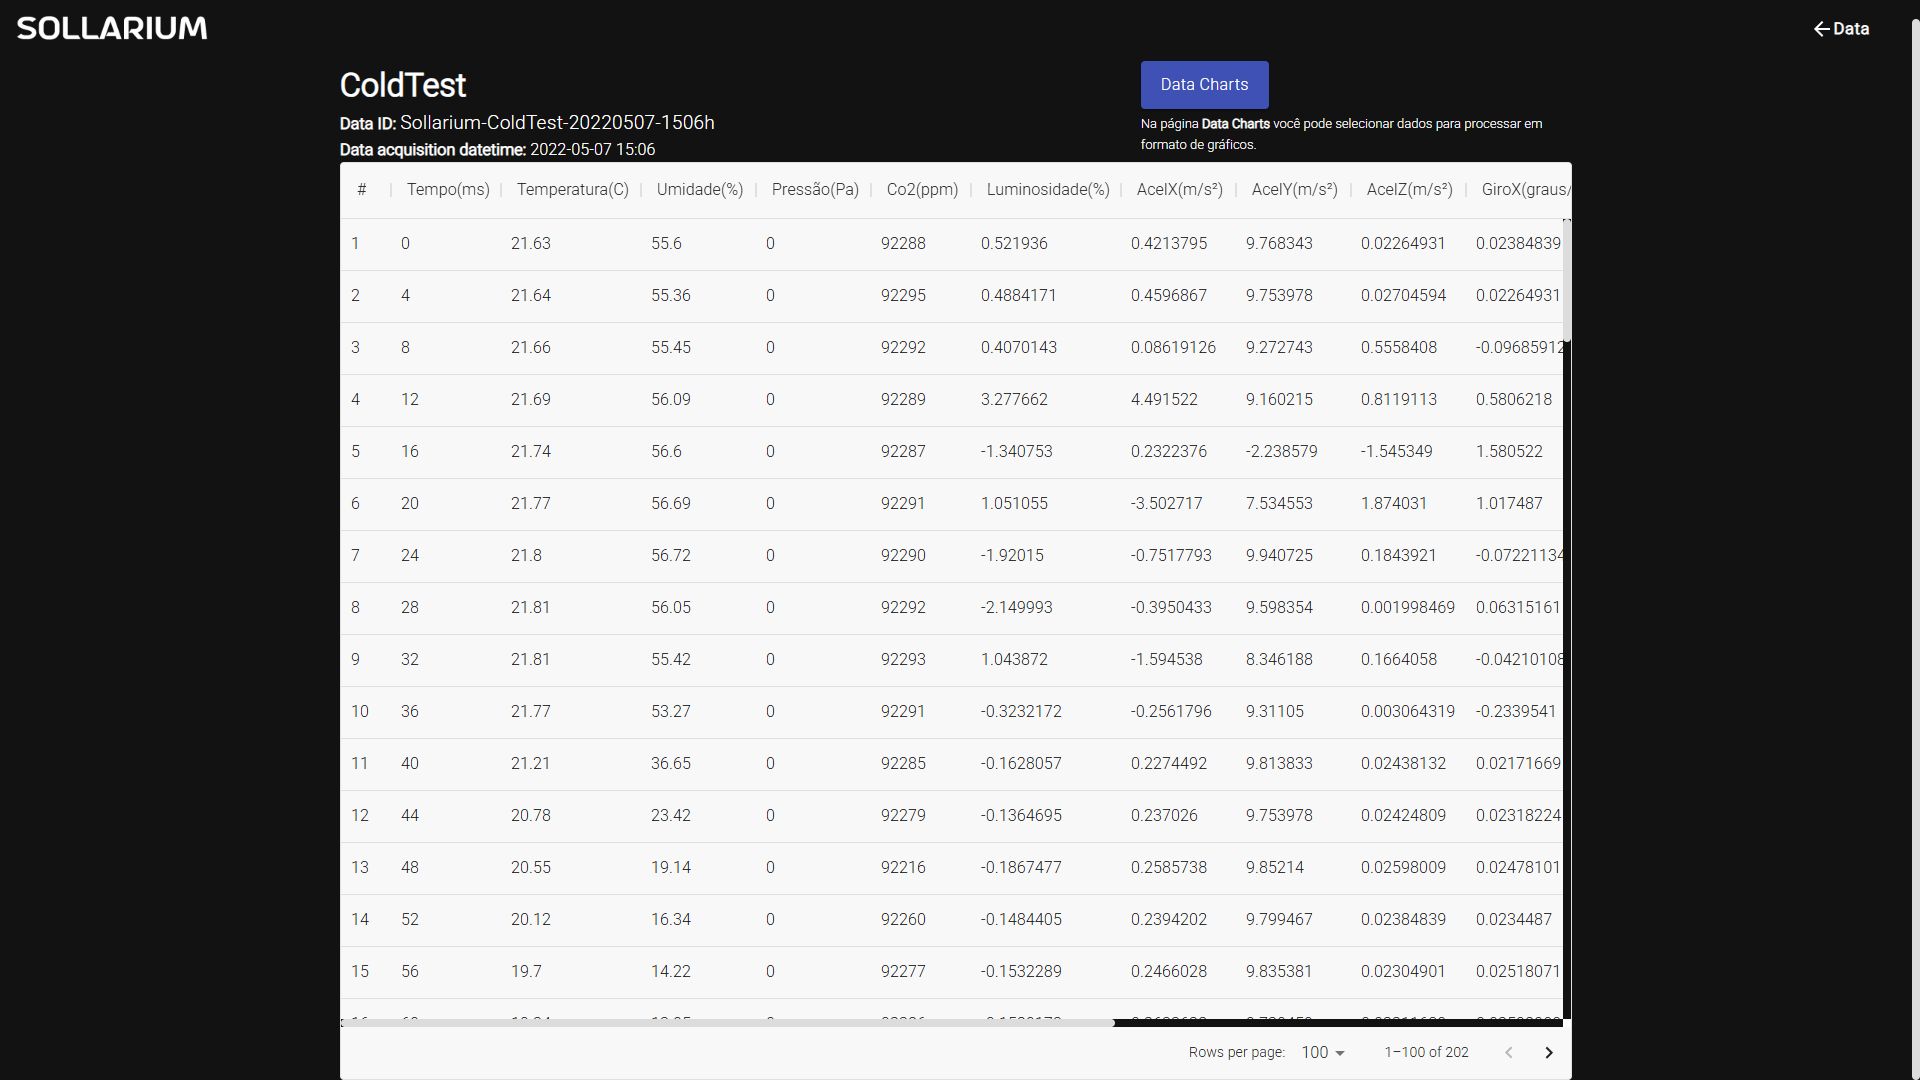 SOLLARIUM
Data
ColdTest
Data Charts
Data ID: Sollarium-ColdTest-20220507-1506h
Na página Data Charts você pode selecionar dados para processar em
formato de gráficos.
Data acquisition datetime: 2022-05-07 15:06
# Tempo(ms) Temperatura(C) Umidade(%) Pressão(Pa) Co2(ppm) Luminosidade(%) AcelX(m/s²) AcelY(m/s²) AcelZ(m/s²) GiroX(graus/
1 0 21.63 55.6 0 92288 0.521936 0.4213795 9.768343 0.02264931 0.02384839
2 4 21.64 55.36 0 92295 0.4884171 0.4596867 9.753978 0.02704594 0.02264931
3 8 21.66 55.45 0 92292 0.4070143 0.08619126 9.272743 0.5558408 -0.09685912
4 12 21.69 56.09 0 92289 3.277662 4.491522 9.160215 0.8119113 0.5806218
5 16 21.74 56.6 0 92287 -1.340753 0.2322376 -2.238579 -1.545349 1.580522
6 20 21.77 56.69 0 92291 1.051055 -3.502717 7.534553 1.874031 1.017487
7 24 21.8 56.72 0 92290 -1.92015 -0.7517793 9.940725 0.1843921 -0.07221134
8 28 21.81 56.05 0 92292 -2.149993 -0.3950433 9.598354 0.001998469 0.06315161
9 32 21.81 55.42 0 92293 1.043872 -1.594538 8.346188 0.1664058 -0.04210108
10 36 21.77 53.27 0 92291 -0.3232172 -0.2561796 9.31105 0.003064319 -0.2339541
11 40 21.21 36.65 0 92285 -0.1628057 0.2274492 9.813833 0.02438132 0.02171669
12 44 20.78 23.42 0 92279 -0.1364695 0.237026 9.753978 0.02424809 0.02318224
13 48 20.55 19.14 0 92216 -0.1867477 0.2585738 9.85214 0.02598009 0.02478101
14 52 20.12 16.34 0 92260 -0.1484405 0.2394202 9.799467 0.02384839 0.0234487
15 56 19.7 14.22 0 92277 -0.1532289 0.2466028 9.835381 0.02304901 0.02518071
Rows per page: 100 1–100 of 202